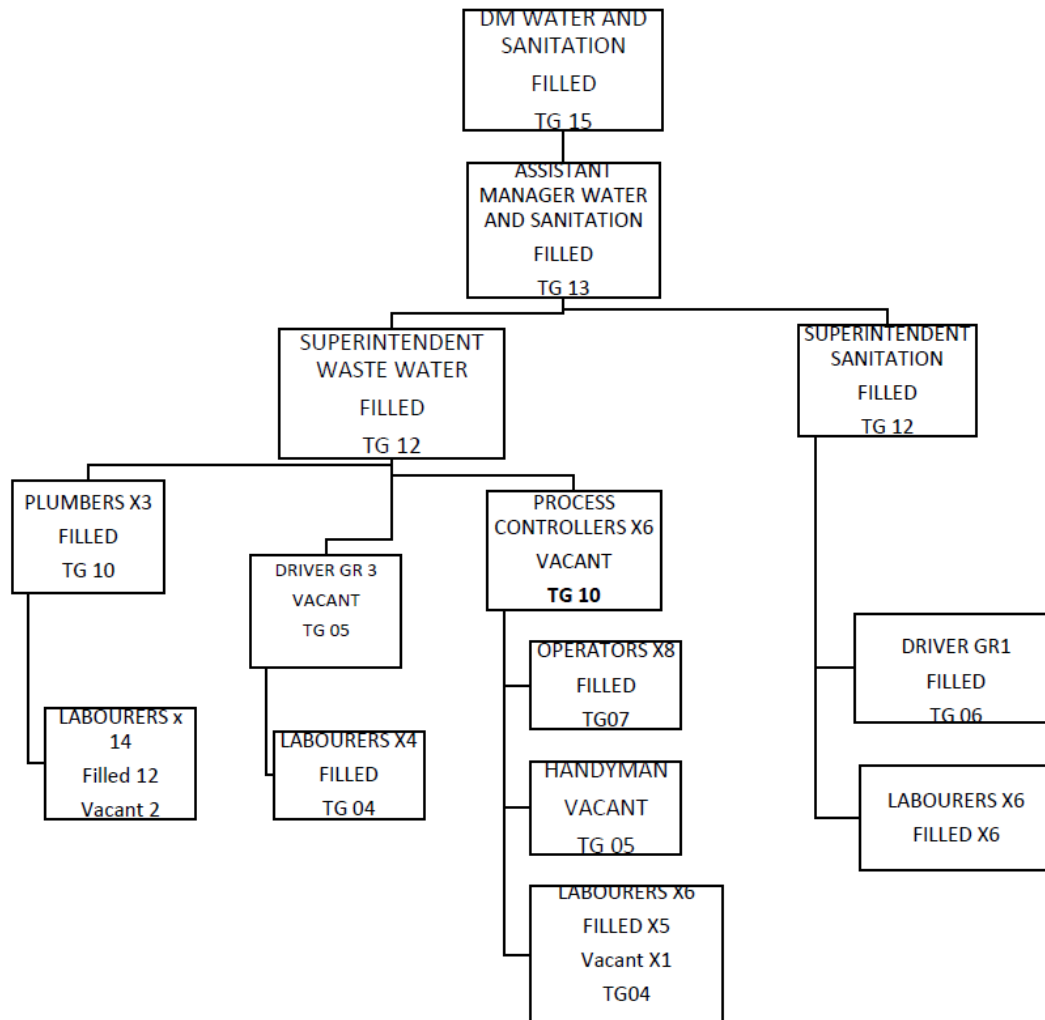 DM WATER AND
SANITATION
FILLED
TG 15
ASSISTANT
MANAGER WATER
AND SANITATION
FILLED
TG 13
SUPERINTENDENT
WASTE WATER
FILLED
TG 12
SUPERINTENDENT
SANITATION
FILLED
TG 12
PLUMBERS X3
FILLED
TG 10
DRIVER GR 3
VACANT
TG 05
PROCESS
CONTROLLERS X6
VACANT
TG 10
LABOURERS x
14
Filled 12
Vacant 2
LABOURERS X4
FILLED
TG 04
OPERATORS X8
FILLED
TG07
HANDYMAN
VACANT
TG 05
LABOURERS X6
FILLED X5
Vacant X1
TG04
DRIVER GR1
FILLED
TG 06
LABOURERS X6
FILLED X6